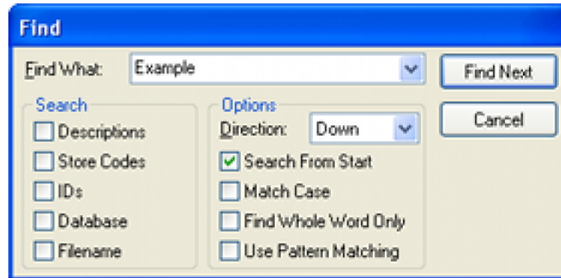 Find
Find What: Example
Find Next
Search
Options
Cancel
Descriptions
Direction: Down
Store Codes
Search From Start
IDs
Match Case
Database
Find Whole Word Only
Filename
Use Pattern Matching